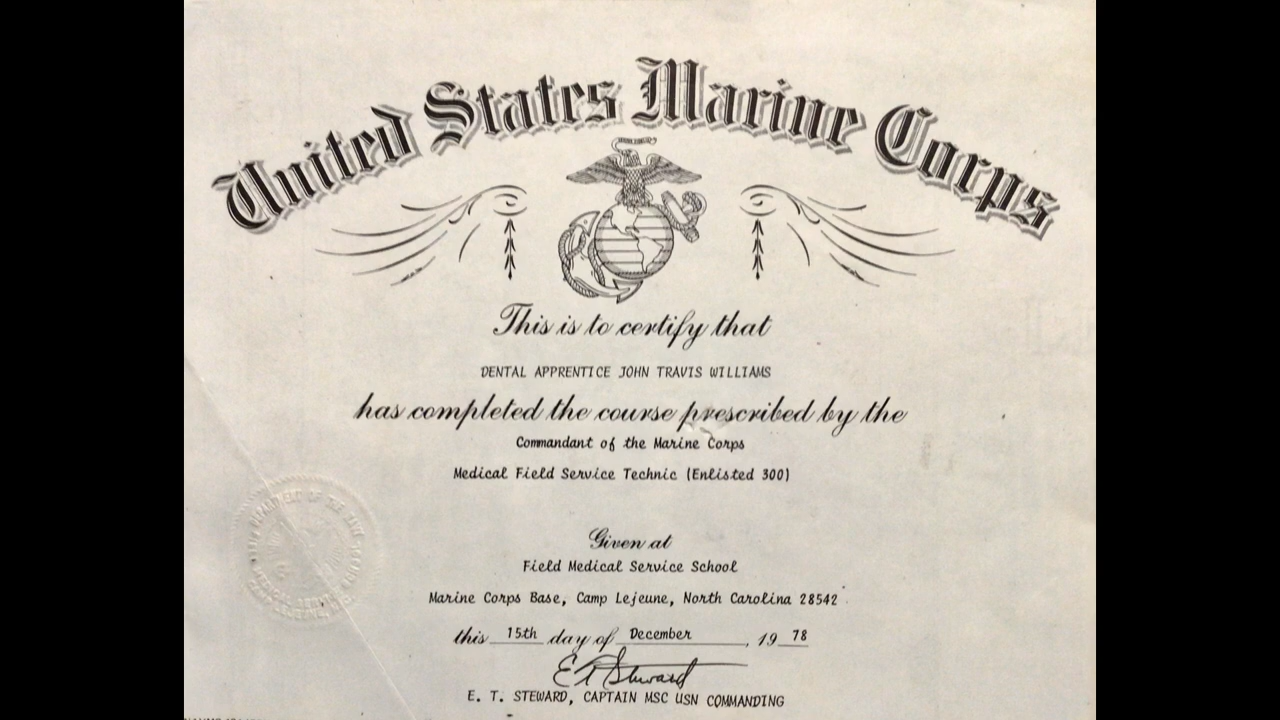 United States Marine Corps
This is to certify that
DENTAL APPRENTICE JOHN TRAVIS WILLIAMS
has completed the course prescribed by the
Commandant of the Marine Corps
Medical Field Service Technic (Enlisted 300)
Given at
Field Medical Service School
Marine Corps Base, Camp Lejeune, North Carolina 28542
this 15th day of December, 19 78
E T Steward
E. T. STEWARD, CAPTAIN MSC USN COMMANDING